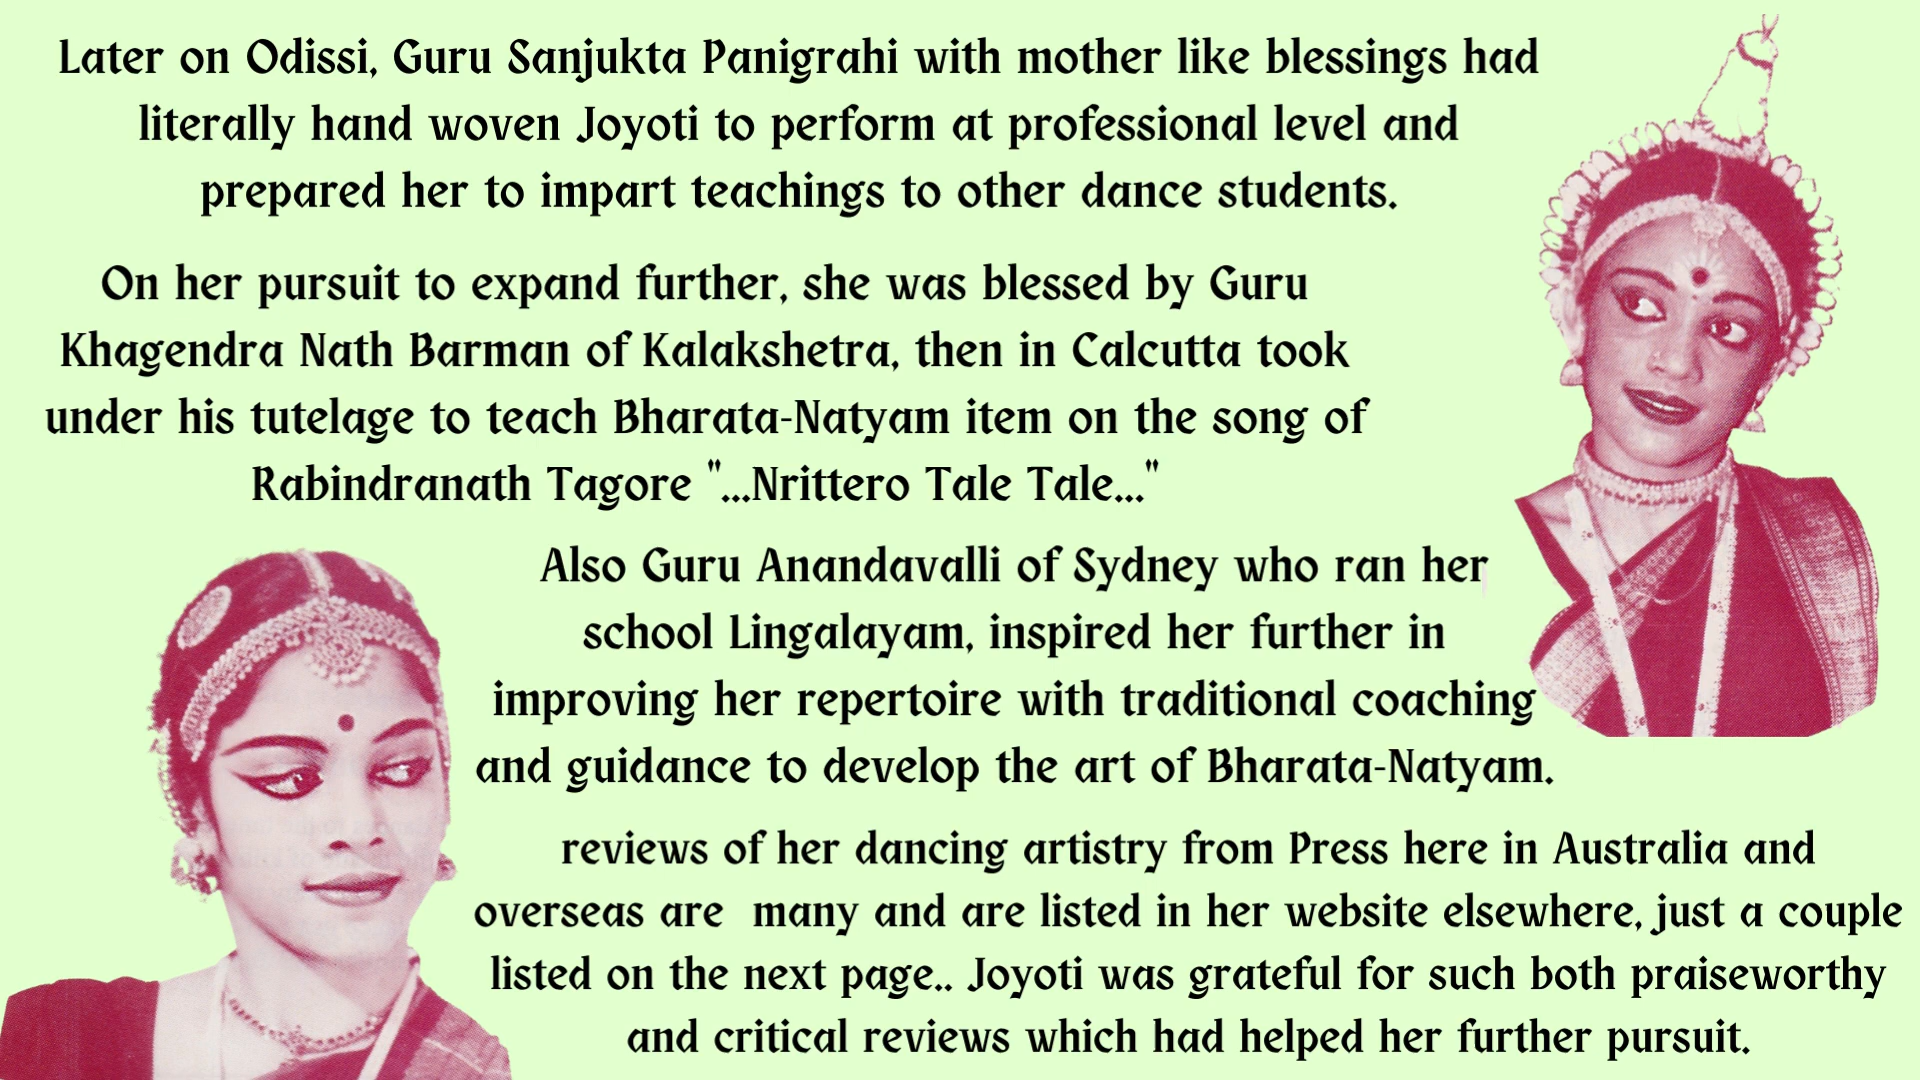 Later on Odissi, Guru Sanjukta Panigrahi with mother like blessings had
literally hand woven Joyoti to perform at professional level and
prepared her to impart teachings to other dance students.
On her pursuit to expand further, she was blessed by Guru
Khagendra Nath Barman of Kalakshetra, then in Calcutta took
under his tutelage to teach Bharata-Natyam item on the song of
Rabindranath Tagore "...Nrittero Tale Tale..."
Also Guru Anandavalli of Sydney who ran her
school Lingalayam, inspired her further in
improving her repertoire with traditional coaching
and guidance to develop the art of Bharata-Natyam.
reviews of her dancing artistry from Press here in Australia and
overseas are  many and are listed in her website elsewhere, just a couple
listed on the next page.. Joyoti was grateful for such both praiseworthy
and critical reviews which had helped her further pursuit.